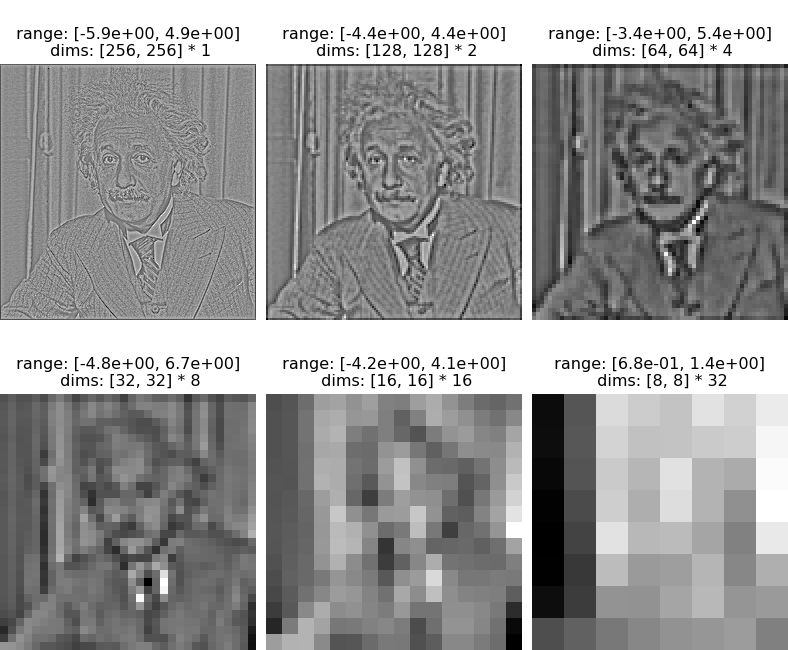 range: [-5.9e+00, 4.9e+00]
dims: [256, 256] * 1
range: [-4.4e+00, 4.4e+00]
dims: [128, 128] * 2
range: [-3.4e+00, 5.4e+00]
dims: [64, 64] * 4
range: [-4.8e+00, 6.7e+00]
dims: [32, 32] * 8
range: [-4.2e+00, 4.1e+00]
dims: [16, 16] * 16
range: [6.8e-01, 1.4e+00]
dims: [8, 8] * 32